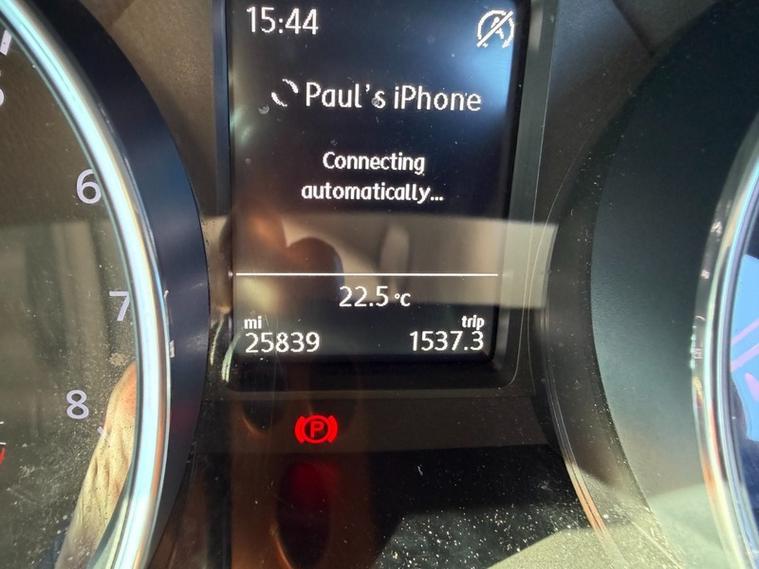 15:44
Paul's iPhone
Connecting
automatically...
6
7
8
22.5 °C
mi trip
25839 1537.3
P